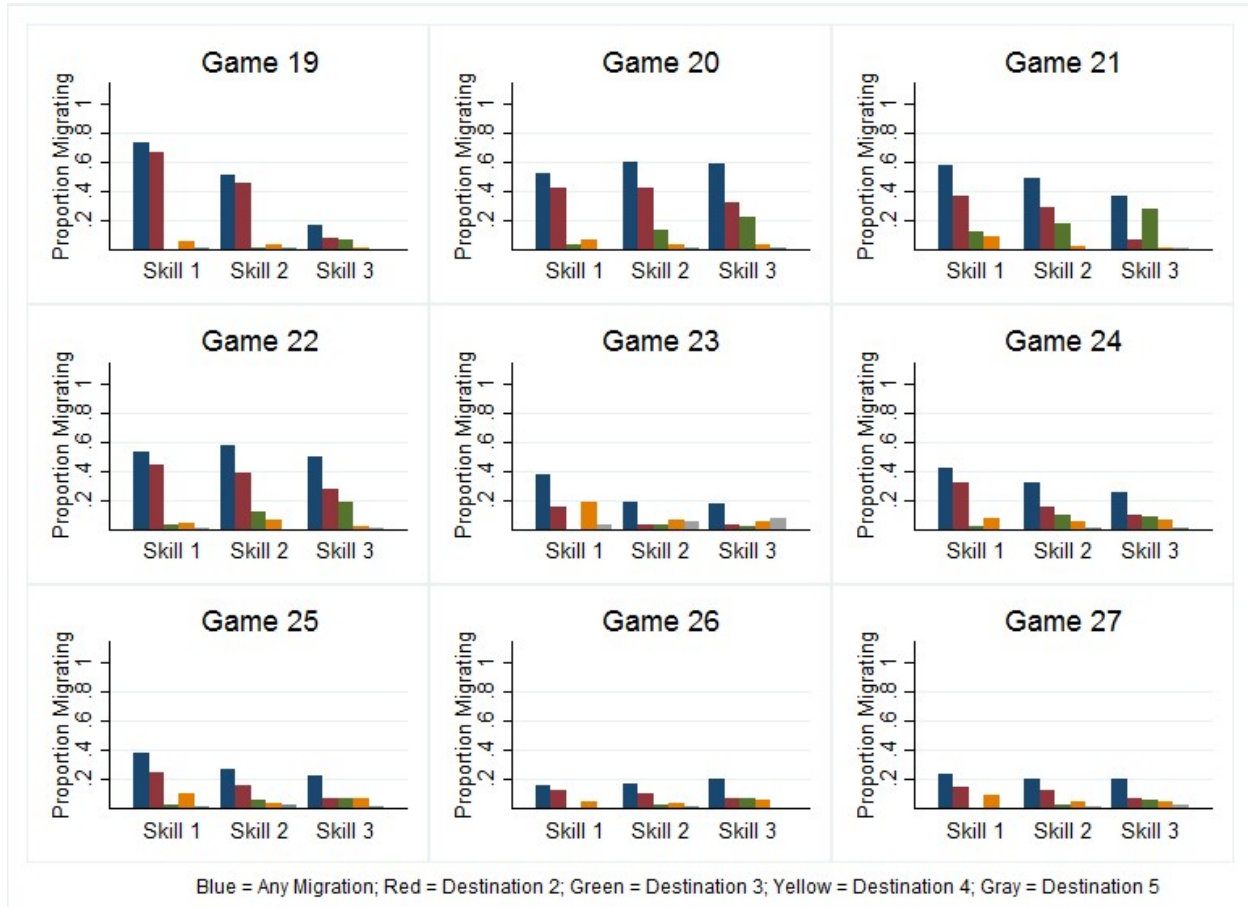 Game 19
Proportion Migrating
.2 .4 .6 .8 1
Skill 1 Skill 2 Skill 3
Game 20
Proportion Migrating
.2 .4 .6 .8 1
Skill 1 Skill 2 Skill 3
Game 21
Proportion Migrating
.2 .4 .6 .8 1
Skill 1 Skill 2 Skill 3
Game 22
Proportion Migrating
.2 .4 .6 .8 1
Skill 1 Skill 2 Skill 3
Game 23
Proportion Migrating
.2 .4 .6 .8 1
Skill 1 Skill 2 Skill 3
Game 24
Proportion Migrating
.2 .4 .6 .8 1
Skill 1 Skill 2 Skill 3
Game 25
Proportion Migrating
.2 .4 .6 .8 1
Skill 1 Skill 2 Skill 3
Game 26
Proportion Migrating
.2 .4 .6 .8 1
Skill 1 Skill 2 Skill 3
Game 27
Proportion Migrating
.2 .4 .6 .8 1
Skill 1 Skill 2 Skill 3
Blue = Any Migration; Red = Destination 2; Green = Destination 3; Yellow = Destination 4; Gray = Destination 5